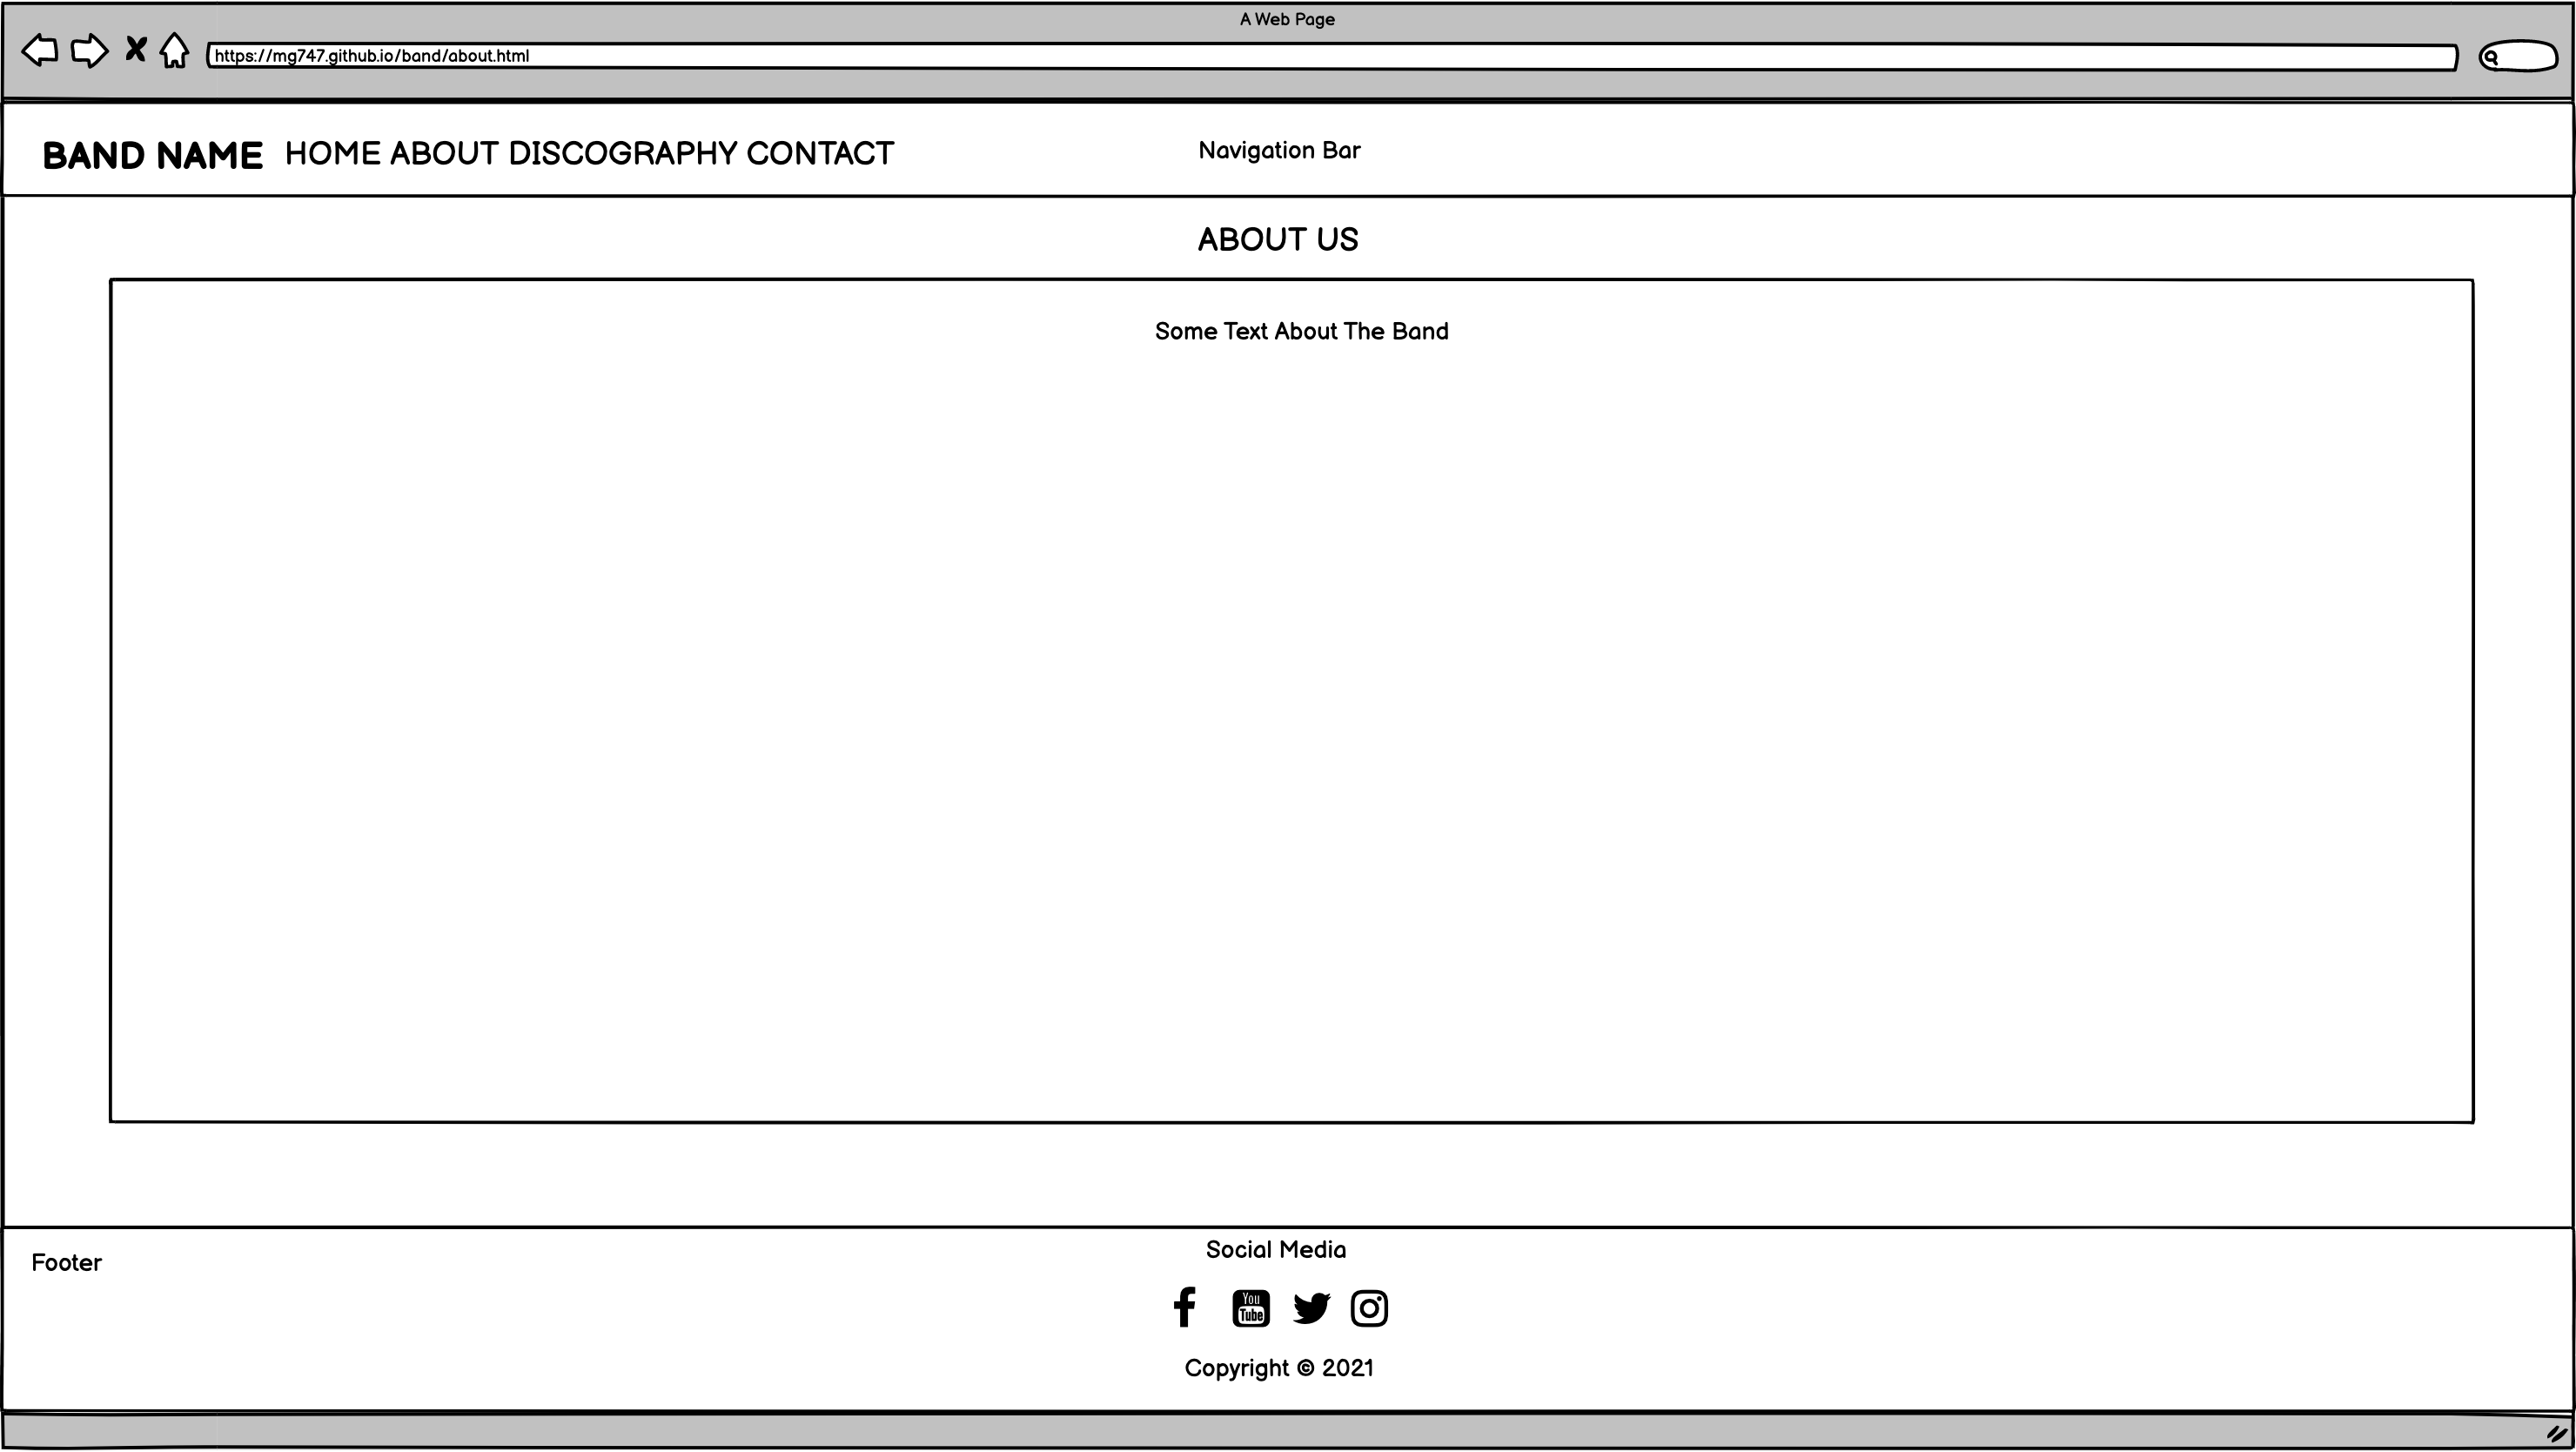 A Web Page
https://mg747.github.io/band/about.html
BAND NAME HOME ABOUT DISCOGRAPHY CONTACT Navigation Bar
ABOUT US
Some Text About The Band
Social Media
Footer
You
Tube
Copyright © 2021